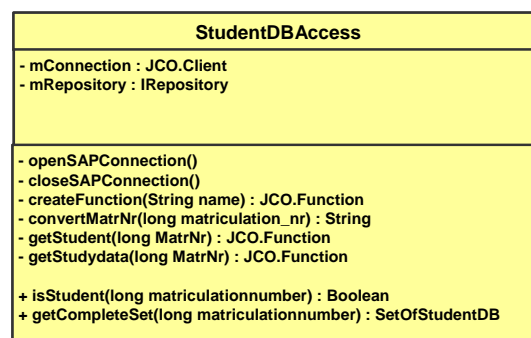 StudentDBAccess
- mConnection : JCO.Client
- mRepository : IRepository
- openSAPConnection()
- closeSAPConnection()
- createFunction(String name) : JCO.Function
- convertMatrNr(long matriculation_nr) : String
- getStudent(long MatrNr) : JCO.Function
- getStudydata(long MatrNr) : JCO.Function
+ isStudent(long matriculationnumber) : Boolean
+ getCompleteSet(long matriculationnumber) : SetOfStudentDB